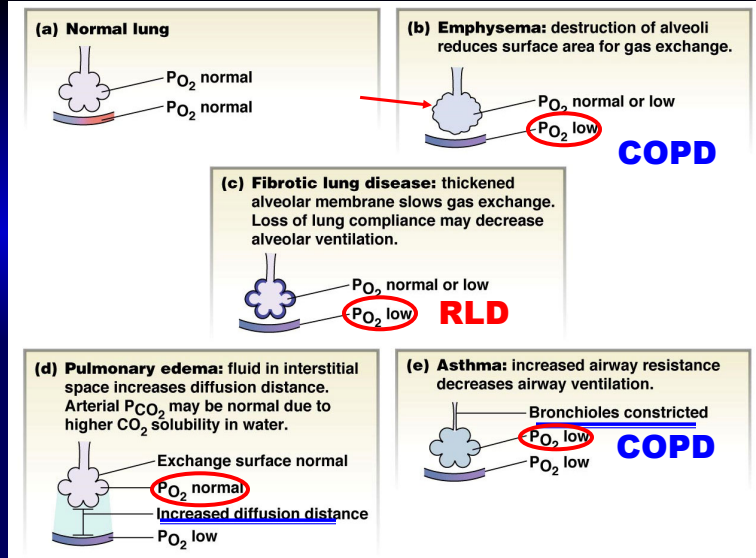 (a) Normal lung
PO2 normal
PO2 normal
(b) Emphysema: destruction of alveoli
reduces surface area for gas exchange.
PO2 normal or low
PO2 low
COPD
(c) Fibrotic lung disease: thickened
alveolar membrane slows gas exchange.
Loss of lung compliance may decrease
alveolar ventilation.
PO2 normal or low
PO2 low
RLD
(d) Pulmonary edema: fluid in interstitial
space increases diffusion distance.
Arterial PCO2 may be normal due to
higher CO2 solubility in water.
Exchange surface normal
PO2 normal
Increased diffusion distance
PO2 low
(e) Asthma: increased airway resistance
decreases airway ventilation.
Bronchioles constricted
PO2 low
PO2 low
COPD